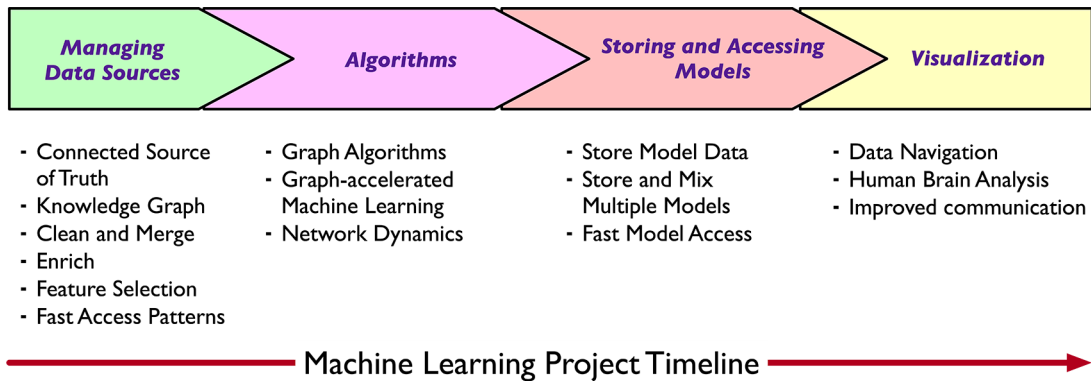 Managing
Data Sources
Algorithms
Storing and Accessing
Models
Visualization
- Connected Source
of Truth
- Knowledge Graph
- Clean and Merge
- Enrich
- Feature Selection
- Fast Access Patterns
- Graph Algorithms
- Graph-accelerated
Machine Learning
- Network Dynamics
- Store Model Data
- Store and Mix
Multiple Models
- Fast Model Access
- Data Navigation
- Human Brain Analysis
- Improved communication
Machine Learning Project Timeline